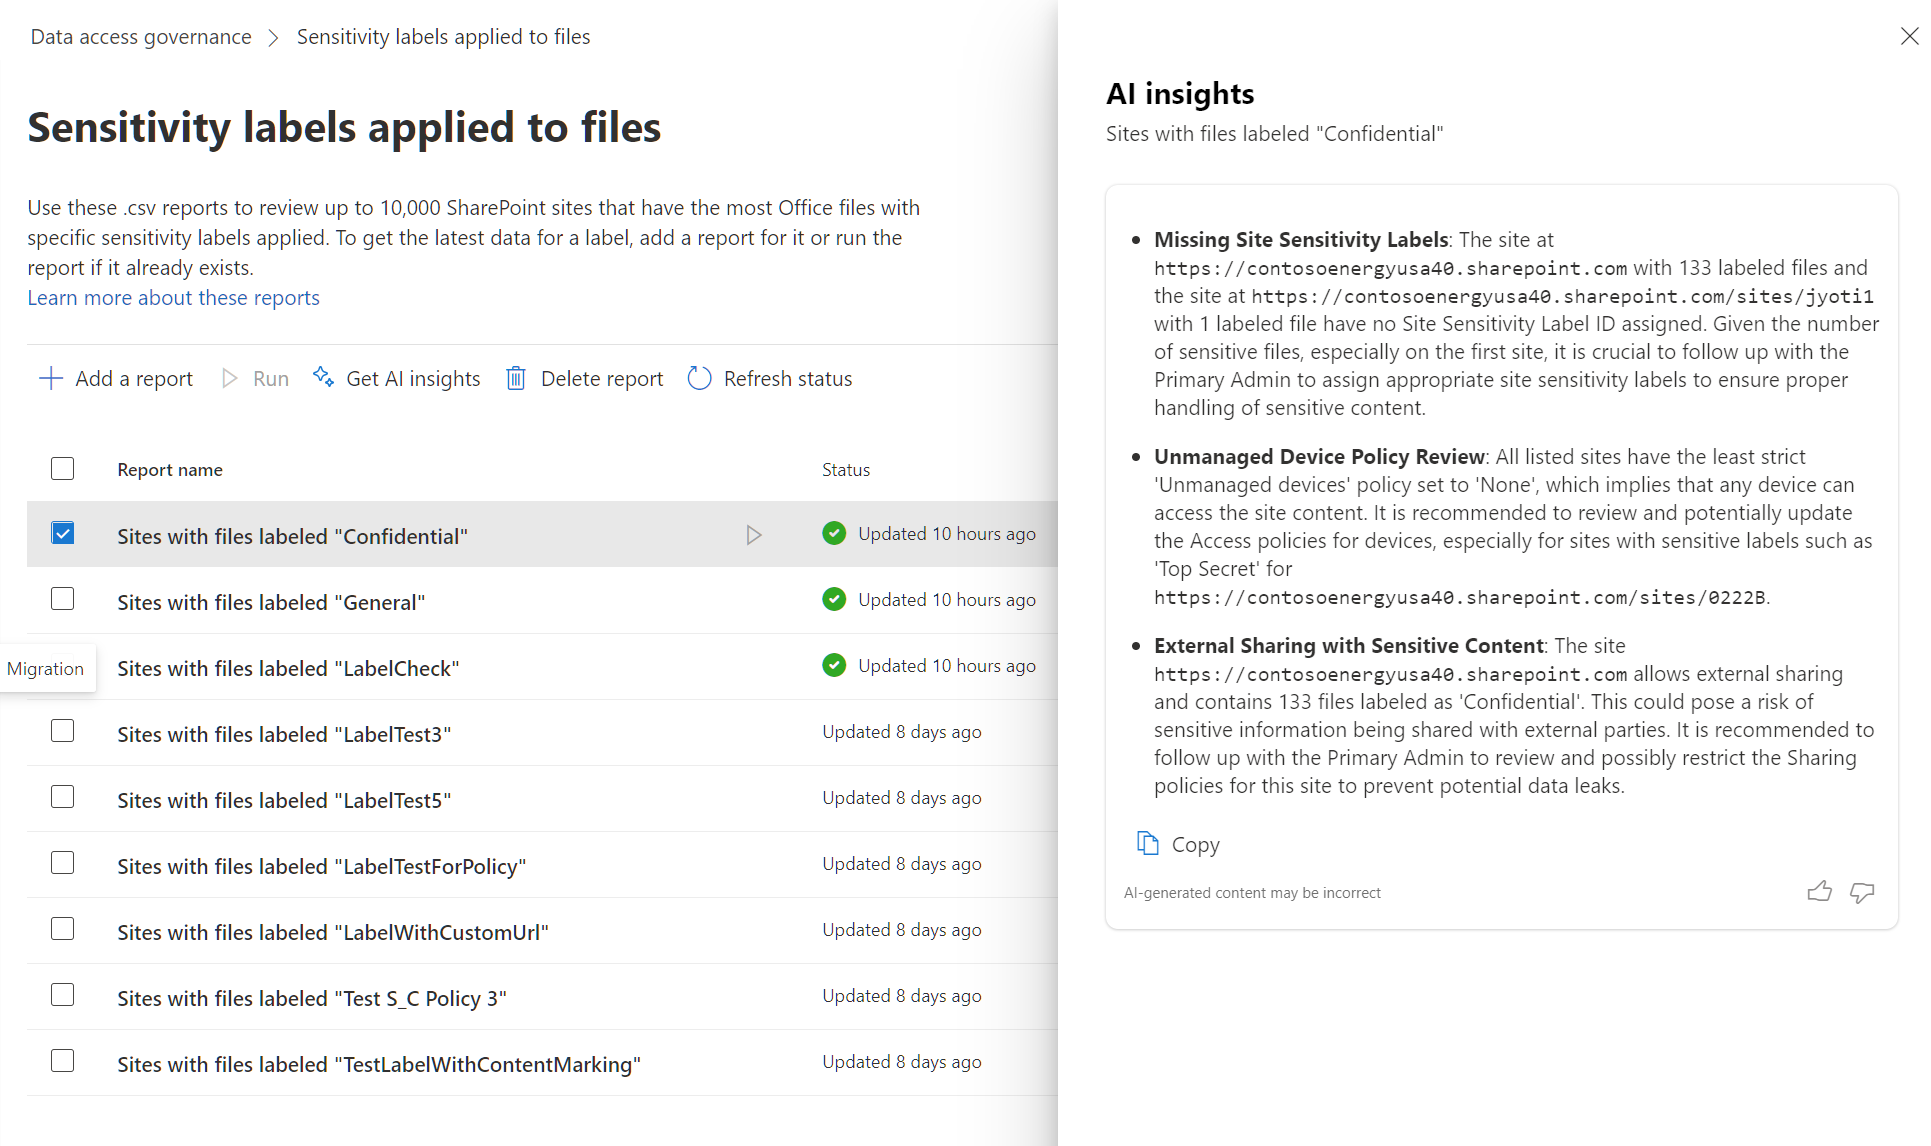 Data access governance > Sensitivity labels applied to files
Sensitivity labels applied to files
Use these .csv reports to review up to 10,000 SharePoint sites that have the most Office files with
specific sensitivity labels applied. To get the latest data for a label, add a report for it or run the
report if it already exists.
Learn more about these reports
Add a report Run Get AI insights Delete report Refresh status
Report name Status
Sites with files labeled "Confidential" Updated 10 hours ago
Sites with files labeled "General" Updated 10 hours ago
Migration
Sites with files labeled "LabelCheck" Updated 10 hours ago
Sites with files labeled "LabelTest3" Updated 8 days ago
Sites with files labeled "LabelTest5" Updated 8 days ago
Sites with files labeled "LabelTestForPolicy" Updated 8 days ago
Sites with files labeled "LabelWithCustomUrl" Updated 8 days ago
Sites with files labeled "Test S_C Policy 3" Updated 8 days ago
Sites with files labeled "TestLabelWithContentMarking" Updated 8 days ago
AI insights
Sites with files labeled "Confidential"
• Missing Site Sensitivity Labels: The site at
https://contosoenergyusa40.sharepoint.com with 133 labeled files and
the site at https://contosoenergyusa40.sharepoint.com/sites/jyoti1
with 1 labeled file have no Site Sensitivity Label ID assigned. Given the number
of sensitive files, especially on the first site, it is crucial to follow up with the
Primary Admin to assign appropriate site sensitivity labels to ensure proper
handling of sensitive content.
• Unmanaged Device Policy Review: All listed sites have the least strict
'Unmanaged devices' policy set to 'None', which implies that any device can
access the site content. It is recommended to review and potentially update
the Access policies for devices, especially for sites with sensitive labels such as
'Top Secret' for
https://contosoenergyusa40.sharepoint.com/sites/0222B.
• External Sharing with Sensitive Content: The site
https://contosoenergyusa40.sharepoint.com allows external sharing
and contains 133 files labeled as 'Confidential'. This could pose a risk of
sensitive information being shared with external parties. It is recommended to
follow up with the Primary Admin to review and possibly restrict the Sharing
policies for this site to prevent potential data leaks.
Copy
AI-generated content may be incorrect